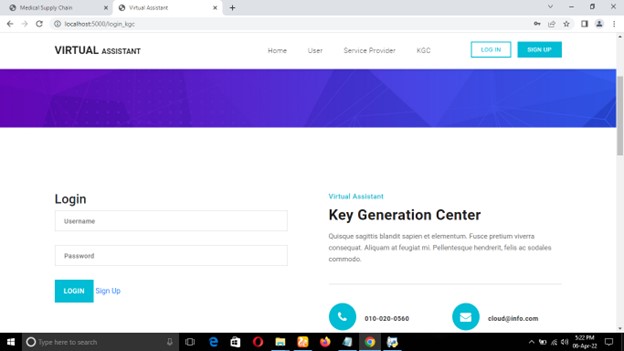 Medical Supply Chain
Virtual Assistant
localhost:5000/login_kgc
VIRTUAL ASSISTANT
Home
User
Service Provider
KGC
LOG IN
SIGN UP
Login
Username
Password
LOGIN Sign Up
Virtual Assistant
Key Generation Center
Quisque sagittis blandit sapien et elementum. Fusce pretium viverra
consequat. Aliquam at feugiat mi. Pellentesque hendrerit, felis ac sodales
commodo.
010-020-0560
cloud@info.com
Type here to search
5:22 PM
06-Apr-22